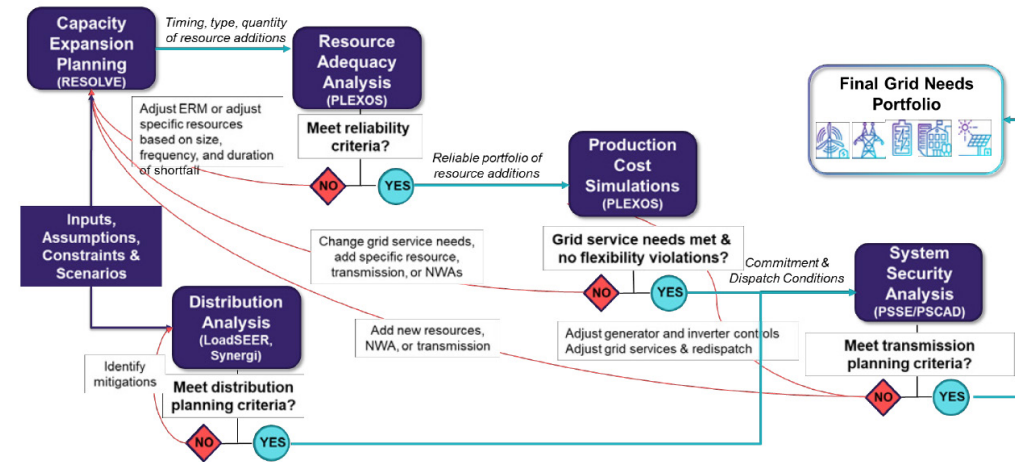 Capacity
Expansion
Planning
(RESOLVE)
Timing, type, quantity
of resource additions
Resource
Adequacy
Analysis
(PLEXOS)
Final Grid Needs
Portfolio
Adjust ERM or adjust
specific resources
based on size,
frequency, and duration
of shortfall
Meet reliability
criteria?
NO
YES
Reliable portfolio of
resource additions
Production
Cost
Simulations
(PLEXOS)
Inputs,
Assumptions,
Constraints &
Scenarios
Change grid service needs,
add specific resource,
transmission, or NWAs
Grid service needs met &
no flexibility violations?
NO
YES
Commitment &
Dispatch Conditions
System
Security
Analysis
(PSSE/PSCAD)
Distribution
Analysis
(LoadSEER,
Synergi)
Add new resources,
NWA, or transmission
Adjust generator and inverter controls
Adjust grid services & redispatch
Meet transmission
planning criteria?
NO
YES
Identify
mitigations
Meet distribution
planning criteria?
NO
YES